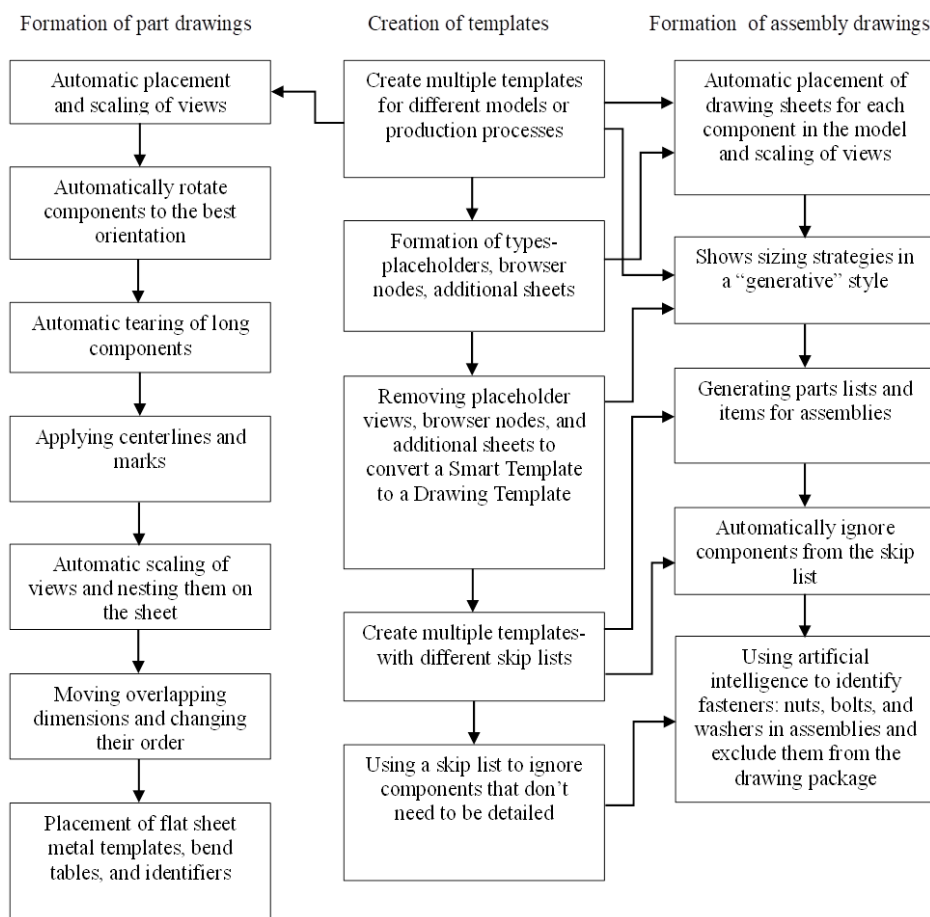 Formation of part drawings
Automatic placement
and scaling of views
Automatically rotate
components to the best
orientation
Automatic tearing of long
components
Applying centerlines and
marks
Automatic scaling of
views and nesting them on
the sheet
Moving overlapping
dimensions and changing
their order
Placement of flat sheet
metal templates, bend
tables, and identifiers
Creation of templates
Create multiple templates
for different models or
production processes
Formation of types-
placeholders, browser
nodes, additional sheets
Removing placeholder
views, browser nodes, and
additional sheets to
convert a Smart Template
to a Drawing Template
Create multiple templates-
with different skip lists
Using a skip list to ignore
components that don’t
need to be detailed
Formation of assembly drawings
Automatic placement of
drawing sheets for each
component in the model
and scaling of views
Shows sizing strategies in
a “generative” style
Generating parts lists and
items for assemblies
Automatically ignore
components from the skip
list
Using artificial
intelligence to identify
fasteners: nuts, bolts, and
washers in assemblies and
exclude them from the
drawing package